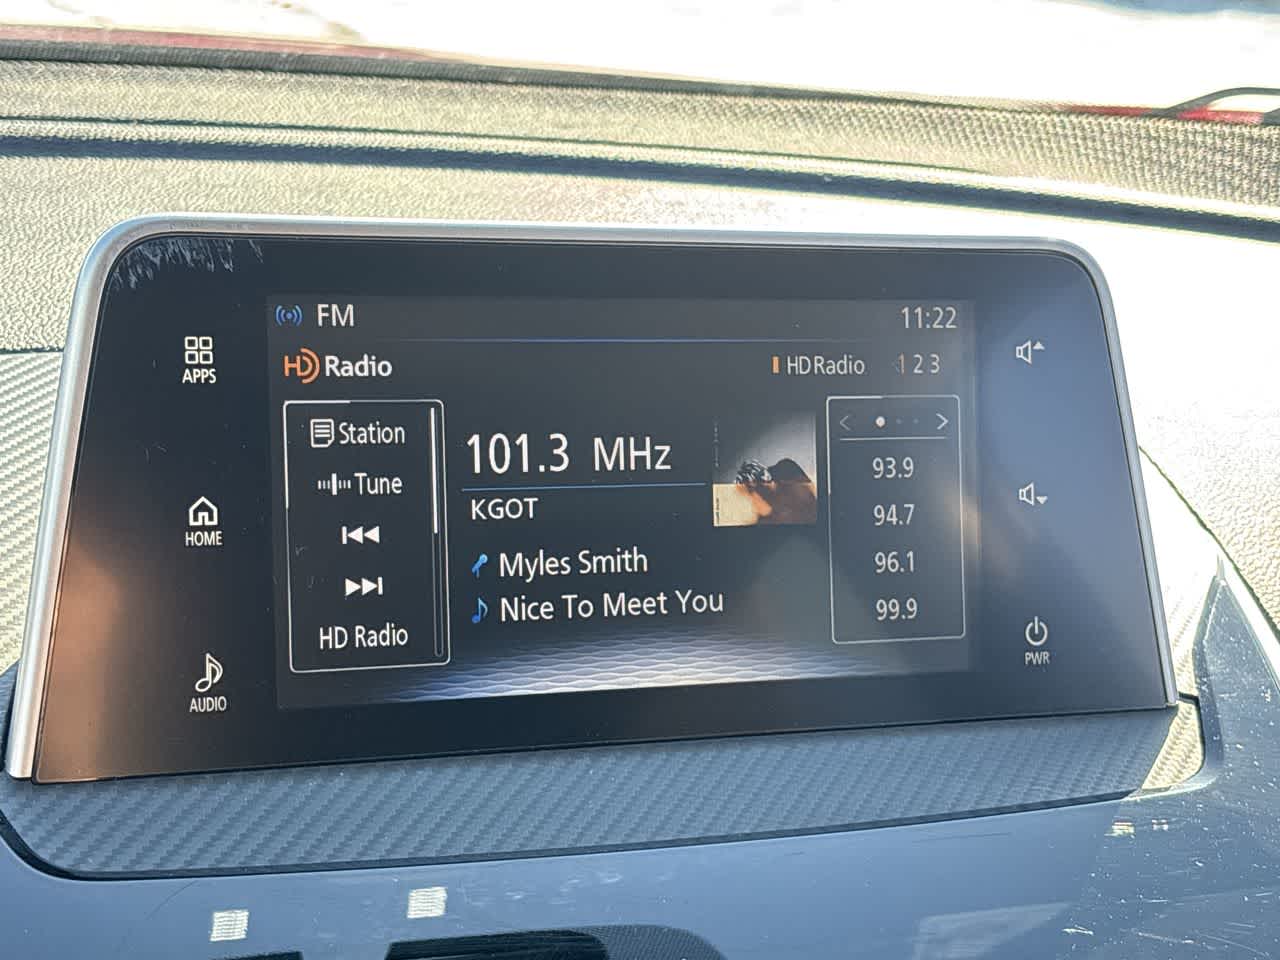 FM
11:22
HD Radio
HD Radio 1 2 3
APPS
HOME
AUDIO
Station
Tune
HD Radio
101.3 MHz
KGOT
Myles Smith
Nice To Meet You
93.9
94.7
96.1
99.9
PWR